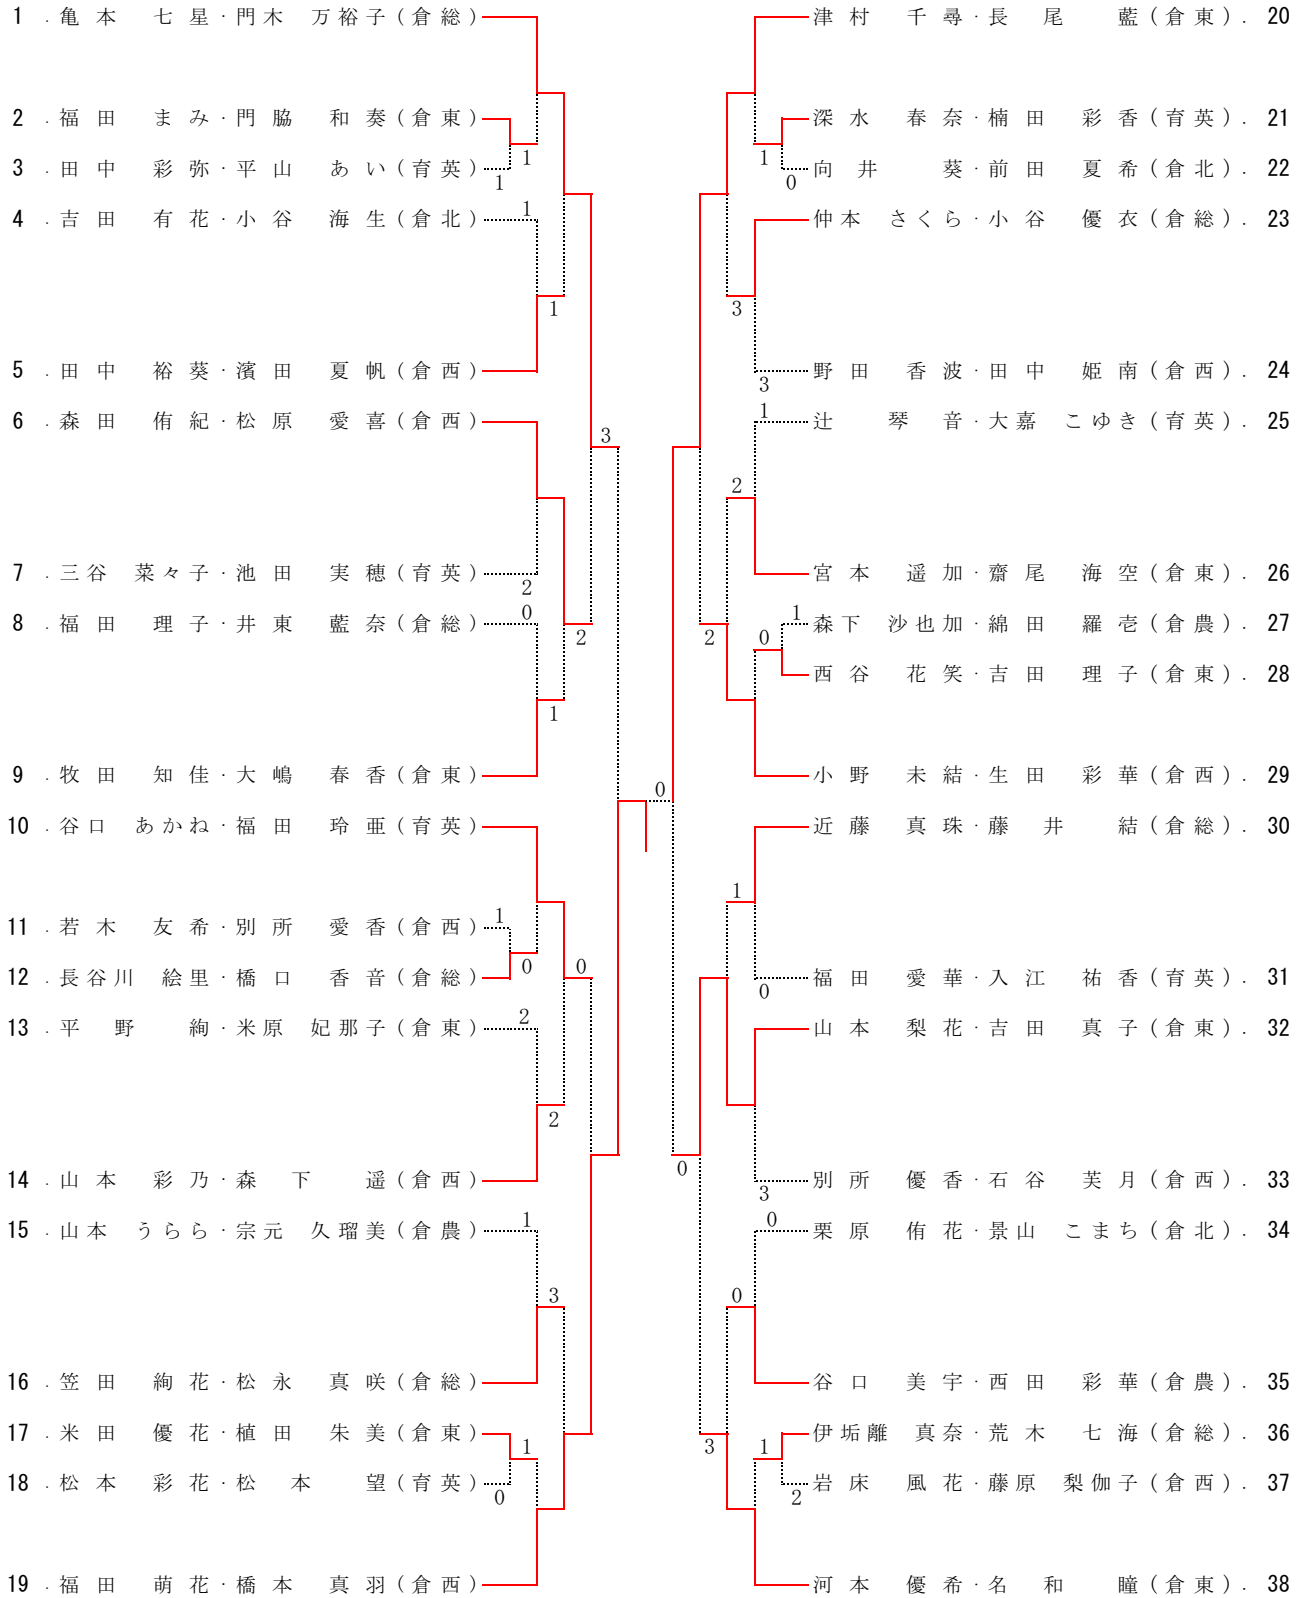 1 .亀本 七星・門木 万裕子(倉総)
2 .福田 まみ・門脇 和奏(倉東)
1
3 .田中 彩弥・平山 あい(育英)
1
4 .吉田 有花・小谷 海生(倉北)
1
1
5 .田中 裕葵・濱田 夏帆(倉西)
6 .森田 侑紀・松原 愛喜(倉西)
3
7 .三谷 菜々子・池田 実穂(育英)
2
8 .福田 理子・井東 藍奈(倉総)
0
2
1
9 .牧田 知佳・大嶋 春香(倉東)
0
10 .谷口 あかね・福田 玲亜(育英)
11 .若木 友希・別所 愛香(倉西)
1
0
12 .長谷川 絵里・橋口 香音(倉総)
0
13 .平野 絢・米原 妃那子(倉東)
2
2
14 .山本 彩乃・森下 遥(倉西)
15 .山本 うらら・宗元 久瑠美(倉農)
1
3
16 .笠田 絢花・松永 真咲(倉総)
17 .米田 優花・植田 朱美(倉東)
1
18 .松本 彩花・松本 望(育英)
0
19 .福田 萌花・橋本 真羽(倉西)
津村 千尋・長尾 藍(倉東). 20
深水 春奈・楠田 彩香(育英). 21
1
向井 葵・前田 夏希(倉北). 22
0
仲本 さくら・小谷 優衣(倉総). 23
3
野田 香波・田中 姫南(倉西). 24
3
1
辻 琴音・大嘉 こゆき(育英). 25
2
宮本 遥加・齋尾 海空(倉東). 26
1
森下 沙也加・綿田 羅壱(倉農). 27
2
0
西谷 花笑・吉田 理子(倉東). 28
小野 未結・生田 彩華(倉西). 29
近藤 真珠・藤井 結(倉総). 30
1
福田 愛華・入江 祐香(育英). 31
0
山本 梨花・吉田 真子(倉東). 32
0
別所 優香・石谷 芙月(倉西). 33
3
0
栗原 侑花・景山 こまち(倉北). 34
0
谷口 美宇・西田 彩華(倉農). 35
伊垢離 真奈・荒木 七海(倉総). 36
3
1
岩床 風花・藤原 梨伽子(倉西). 37
2
河本 優希・名和 瞳(倉東). 38